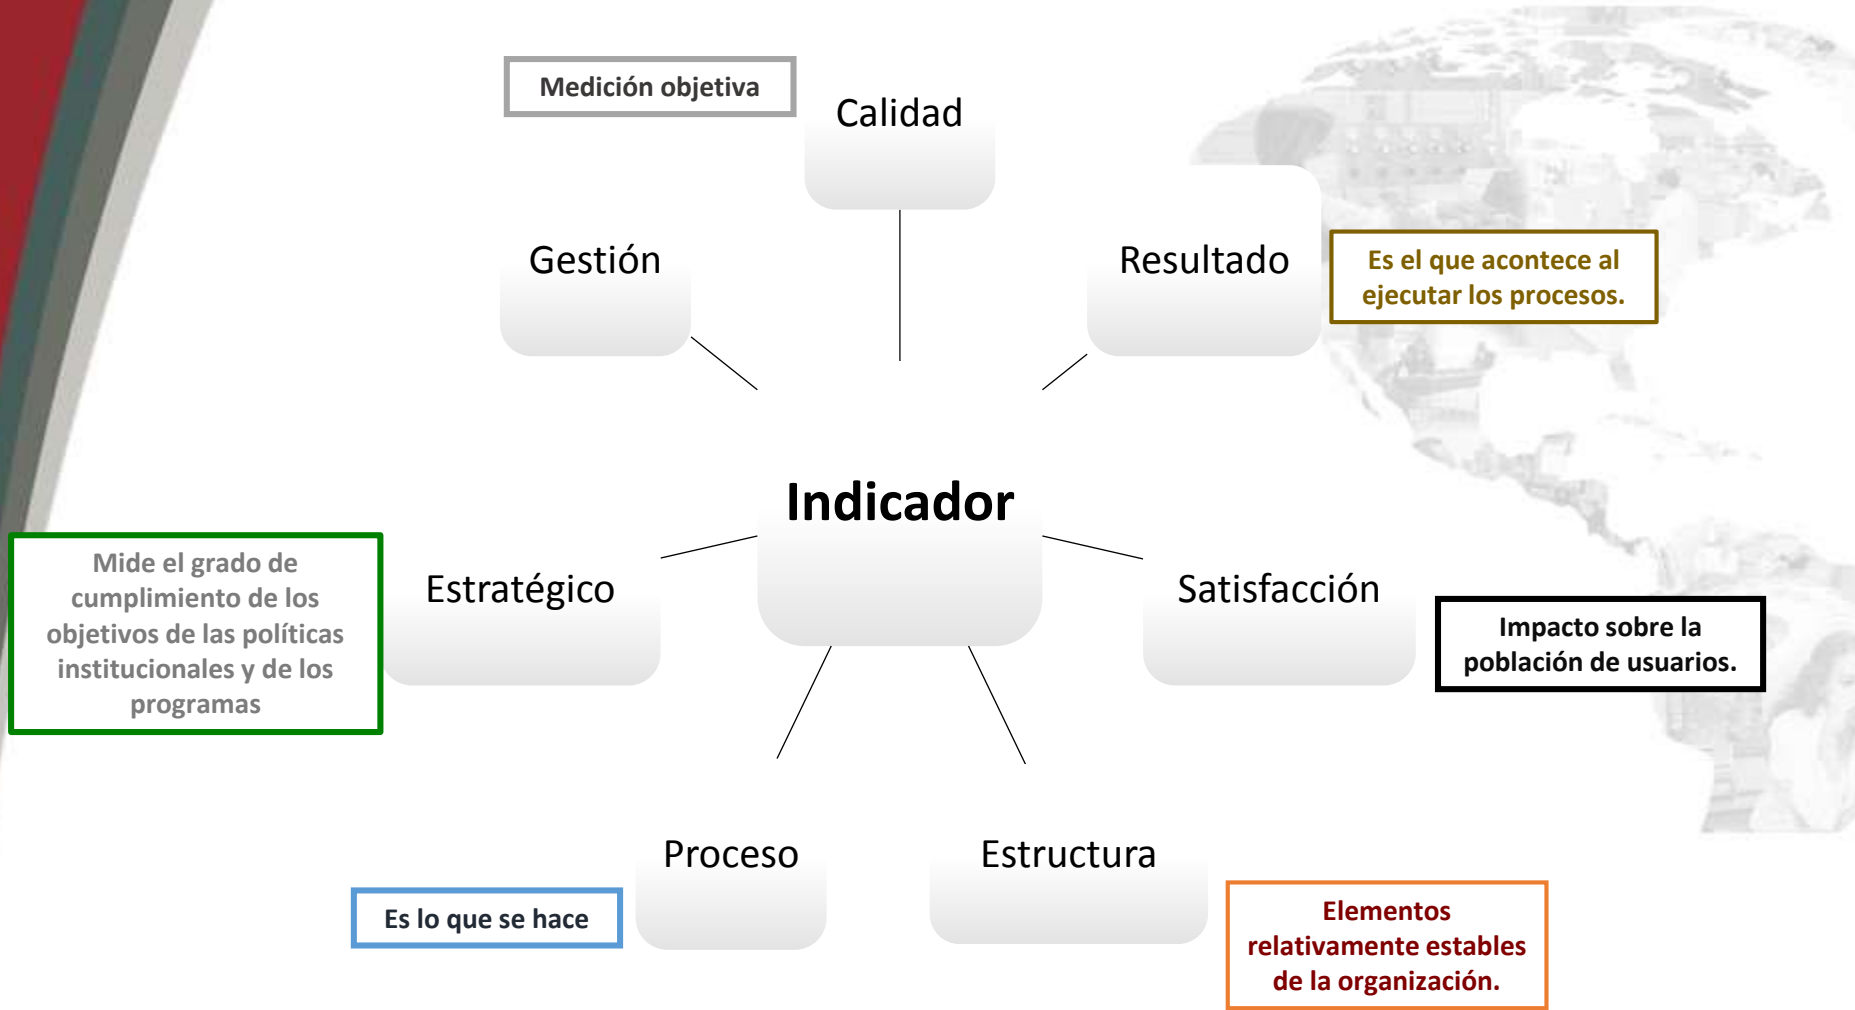 Medición objetiva
Calidad
Gestión
Resultado
Es el que acontece al
ejecutar los procesos.
Indicador
Mide el grado de
cumplimiento de los
objetivos de las políticas
institucionales y de los
programas
Estratégico
Satisfacción
Impacto sobre la
población de usuarios.
Proceso
Es lo que se hace
Estructura
Elementos
relativamente estables
de la organización.